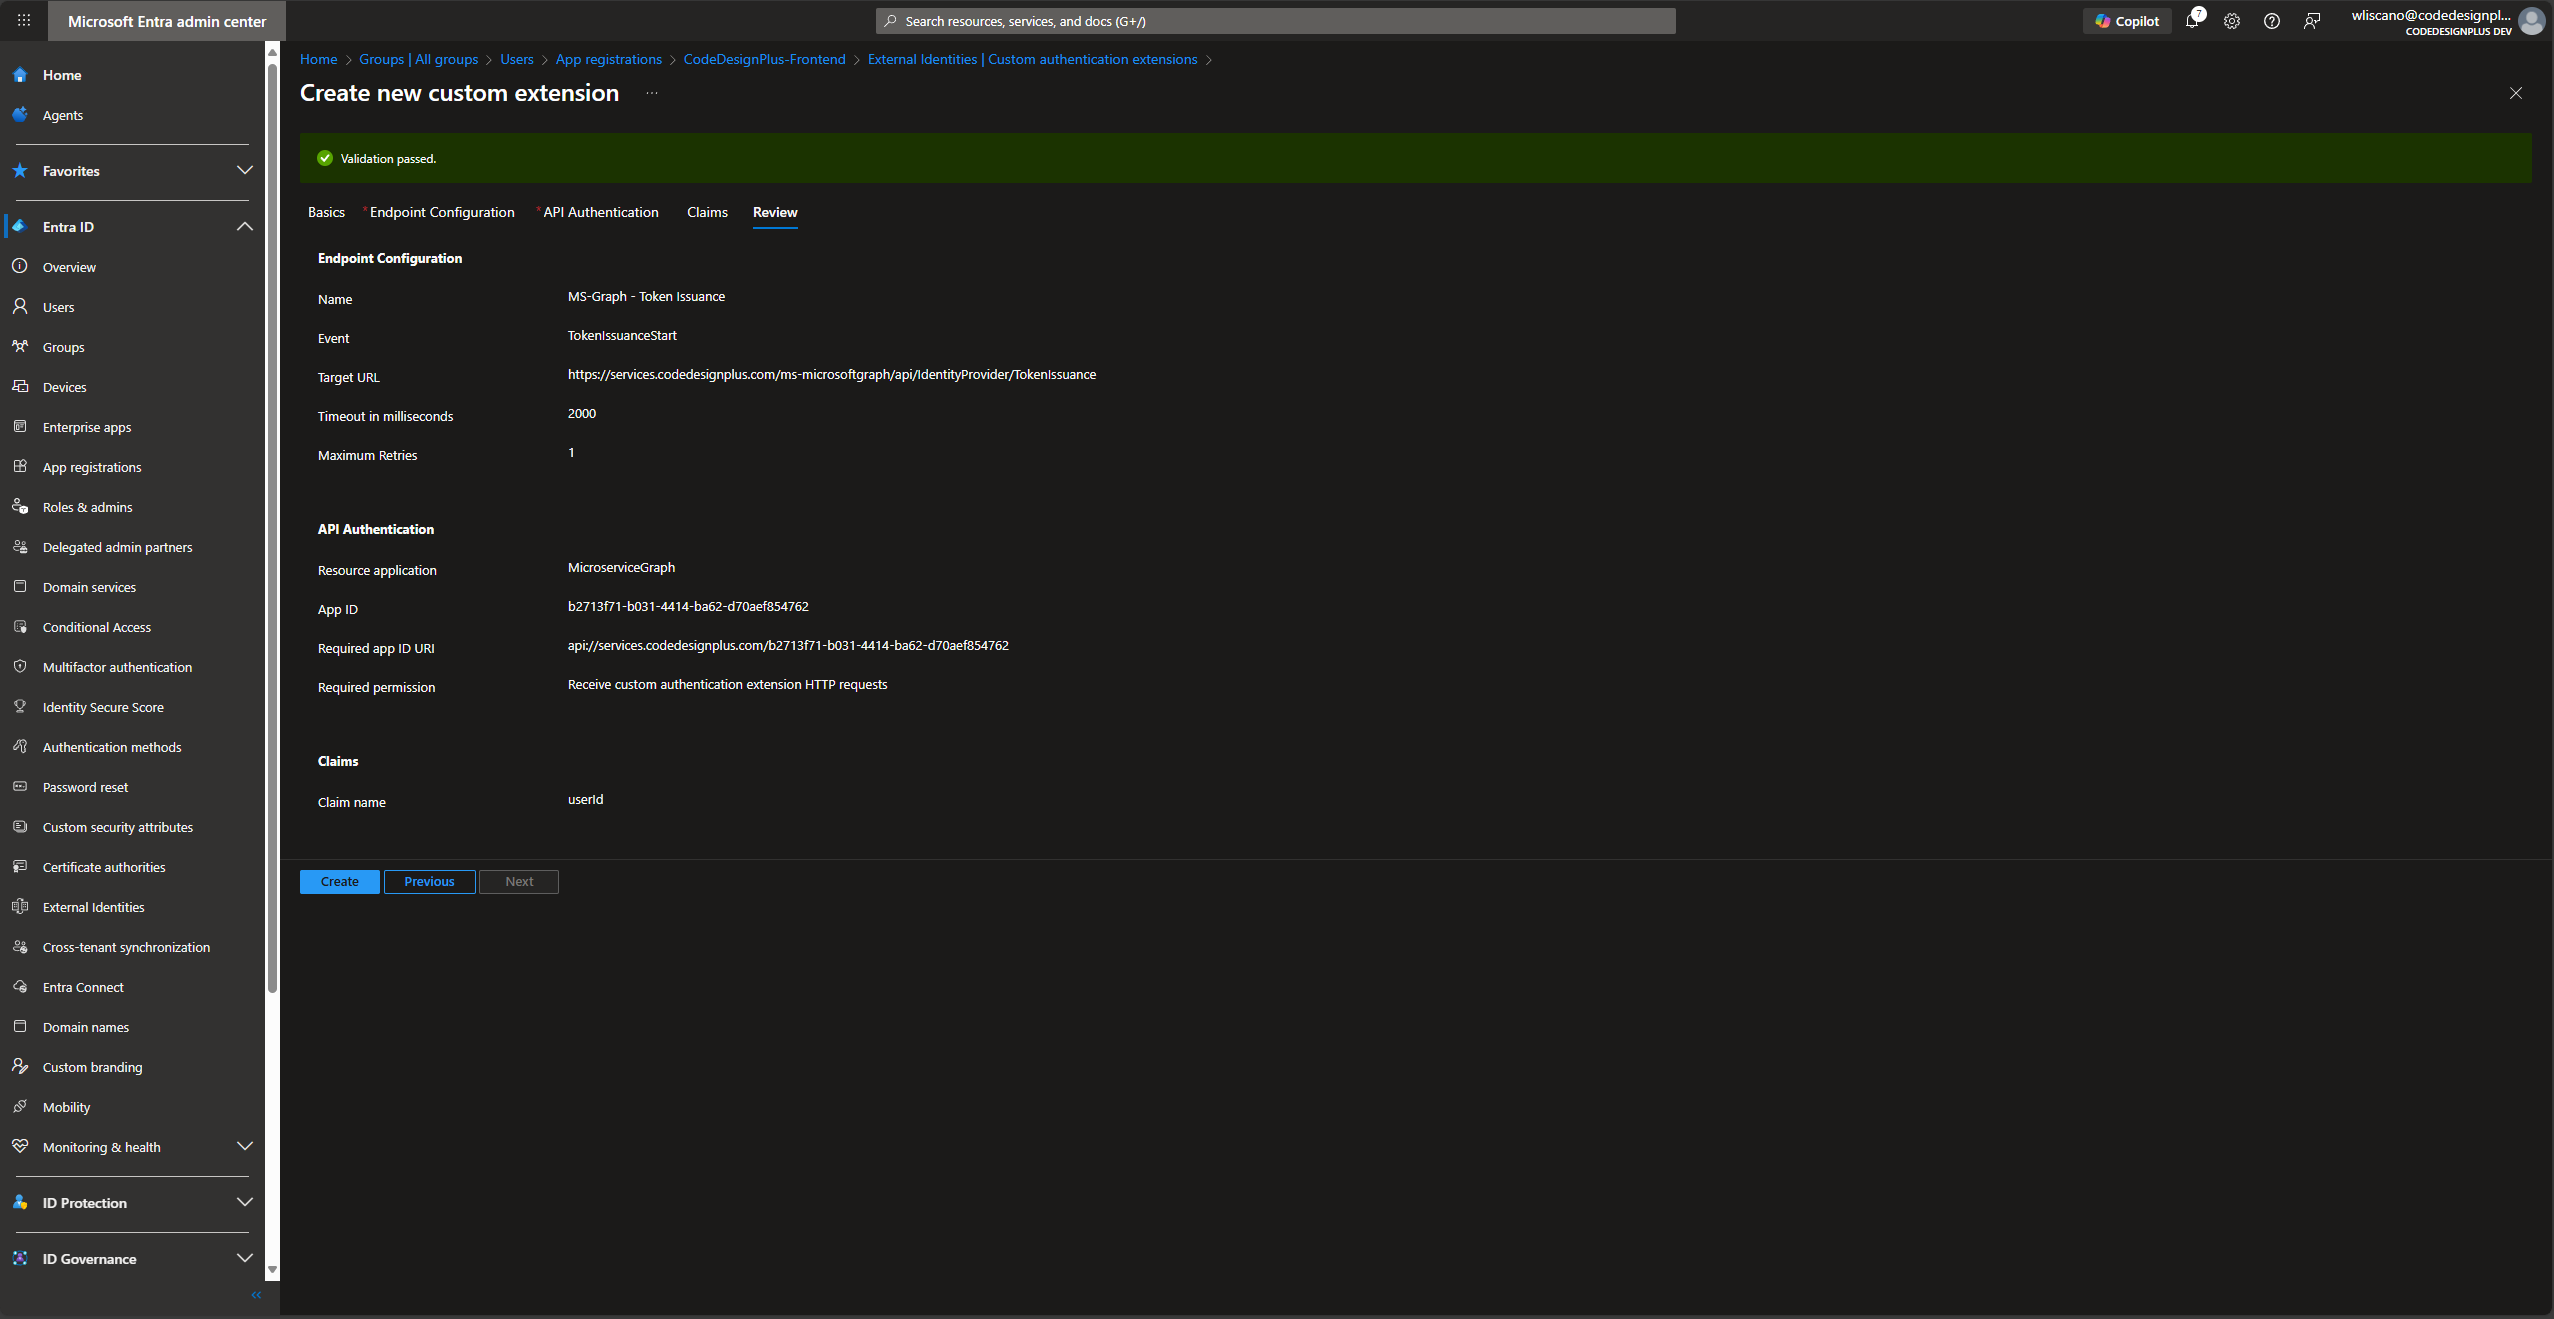 Microsoft Entra admin center
Search resources, services, and docs (G+/)
Copilot
7
wliscano@codedesignpl...
CODEDESIGNPLUS DEV
Home
Agents
Favorites
Entra ID
Overview
Users
Groups
Devices
Enterprise apps
App registrations
Roles & admins
Delegated admin partners
Domain services
Conditional Access
Multifactor authentication
Identity Secure Score
Authentication methods
Password reset
Custom security attributes
Certificate authorities
External Identities
Cross-tenant synchronization
Entra Connect
Domain names
Custom branding
Mobility
Monitoring & health
ID Protection
ID Governance
Home > Groups | All groups > Users > App registrations > CodeDesignPlus-Frontend > External Identities | Custom authentication extensions >
Create new custom extension ...
Validation passed.
Basics * Endpoint Configuration * API Authentication Claims Review
Endpoint Configuration
Name MS-Graph - Token Issuance
Event TokenIssuanceStart
Target URL https://services.codedesignplus.com/ms-microsoftgraph/api/IdentityProvider/TokenIssuance
Timeout in milliseconds 2000
Maximum Retries 1
API Authentication
Resource application MicroserviceGraph
App ID b2713f71-b031-4414-ba62-d70aef854762
Required app ID URI api://services.codedesignplus.com/b2713f71-b031-4414-ba62-d70aef854762
Required permission Receive custom authentication extension HTTP requests
Claims
Claim name userId
Create Previous Next